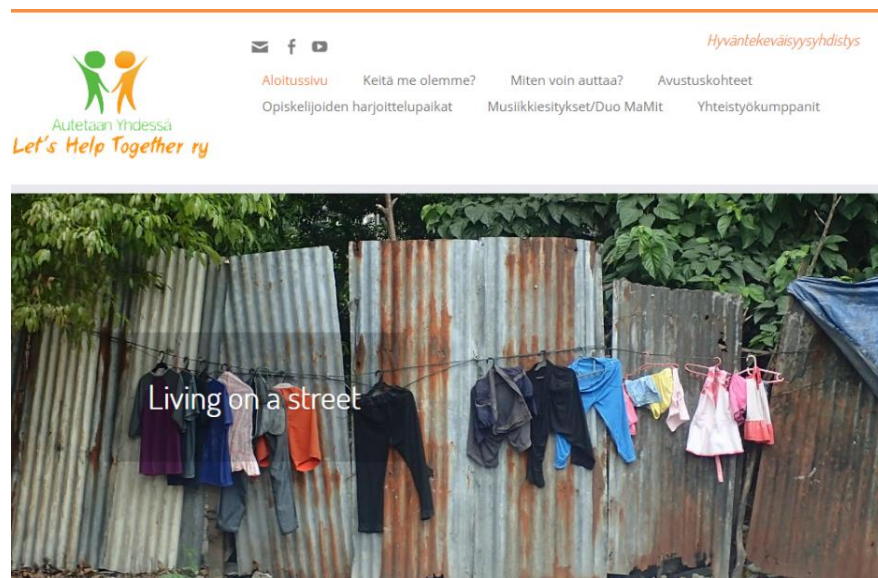 Hyväntekeväisyysyhdistys
Aloitussivu Keitä me olemme? Miten voin auttaa? Avustuskohteet
Opiskelijoiden harjoittelupaikat Musiikkiesitykset/Duo MaMit Yhteistyökumppanit
Autetaan Yhdessä
Let's Help Together ry
Living on a street